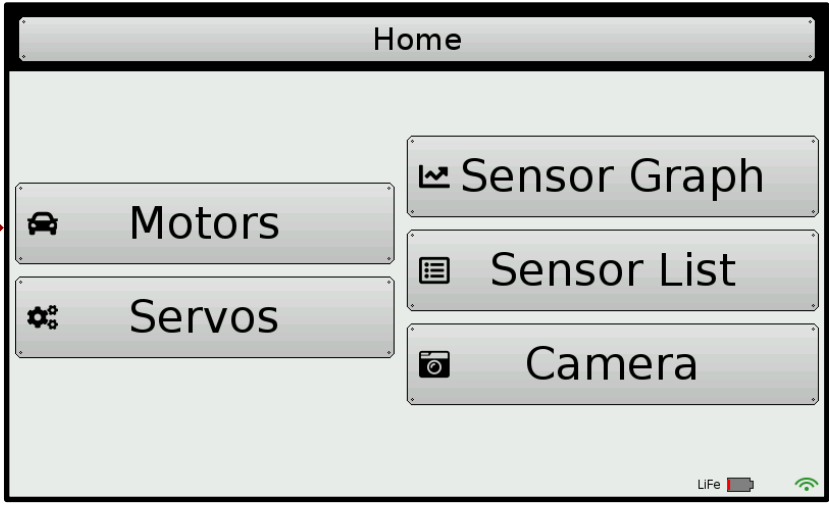 Home
Motors
Servos
Sensor Graph
Sensor List
Camera
LiFe